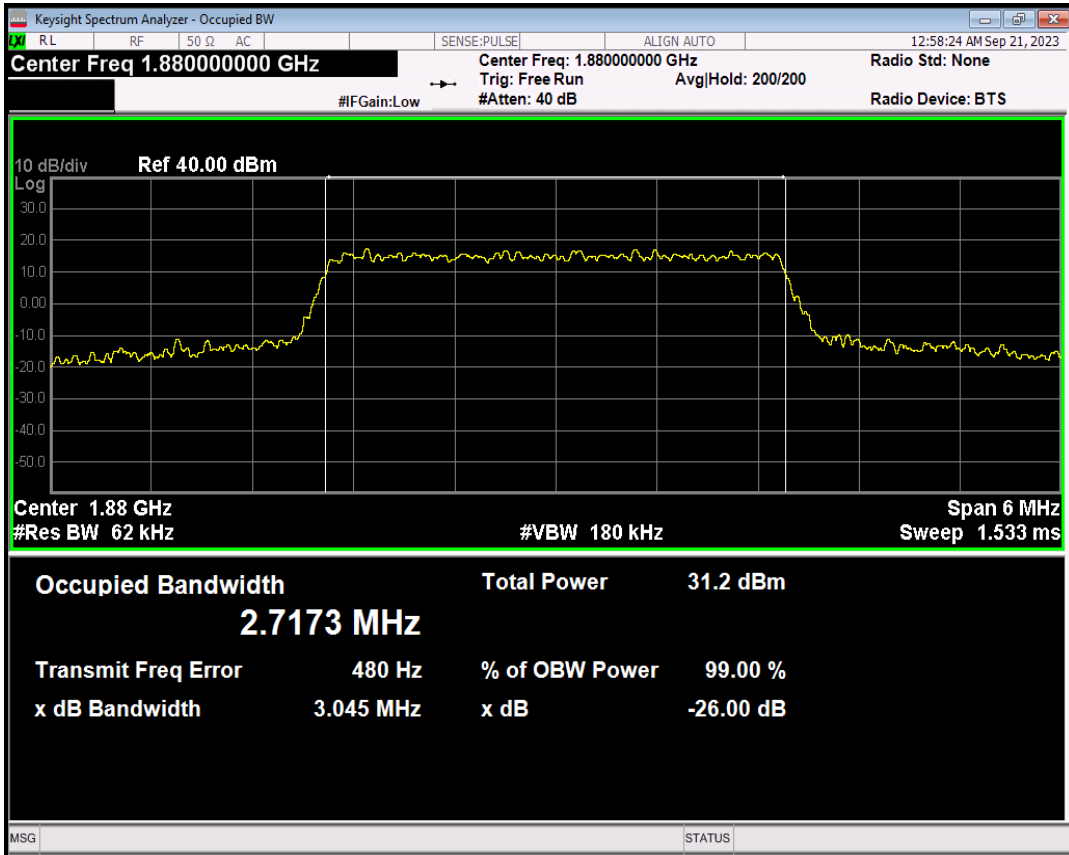 Keysight Spectrum Analyzer - Occupied BW
LXI RL RF 50 Ω AC SENSE:PULSE ALIGN AUTO 12:58:24 AM Sep 21, 2023
Center Freq 1.880000000 GHz Center Freq: 1.880000000 GHz Radio Std: None
Trig: Free Run Avg|Hold: 200/200
#IFGain:Low #Atten: 40 dB Radio Device: BTS
10 dB/div Ref 40.00 dBm
Log
30.0
20.0
10.0
0.00
-10.0
-20.0
-30.0
-40.0
-50.0
Center 1.88 GHz Span 6 MHz
#Res BW 62 kHz #VBW 180 kHz Sweep 1.533 ms
Occupied Bandwidth Total Power 31.2 dBm
2.7173 MHz
Transmit Freq Error 480 Hz % of OBW Power 99.00 %
x dB Bandwidth 3.045 MHz x dB -26.00 dB
MSG STATUS